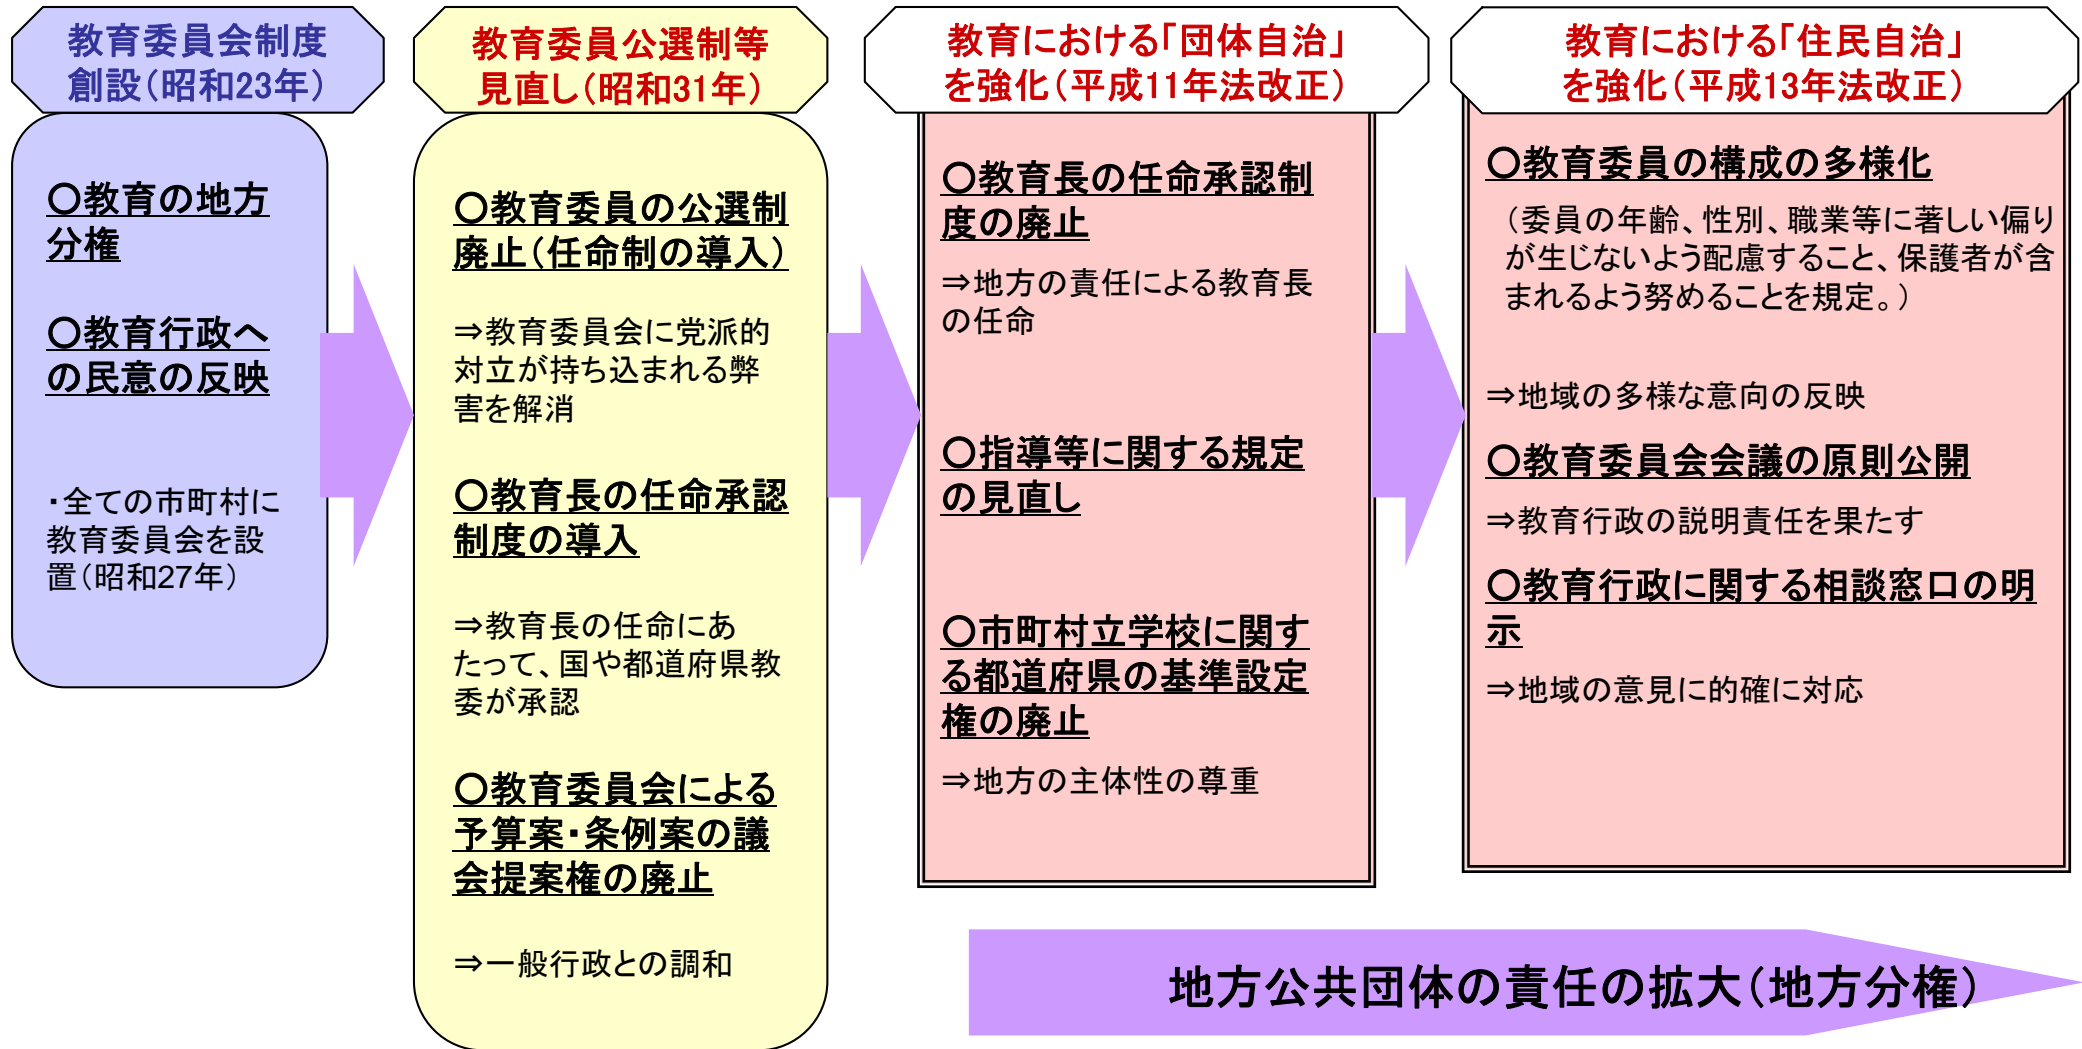 教育委員会制度
創設（昭和23年）
〇教育の地方
分権
〇教育行政へ
の民意の反映
・全ての市町村に
教育委員会を設
置（昭和27年）
教育委員公選制等
見直し（昭和31年）
〇教育委員の公選制
廃止（任命制の導入）
⇒教育委員会に党派的
対立が持ち込まれる弊
害を解消
〇教育長の任命承認
制度の導入
⇒教育長の任命にあ
たって、国や都道府県教
委が承認
〇教育委員会による
予算案・条例案の議
会提案権の廃止
⇒一般行政との調和
教育における「団体自治」
を強化（平成11年法改正）
〇教育長の任命承認制
度の廃止
⇒地方の責任による教育長
の任命
〇指導等に関する規定
の見直し
〇市町村立学校に関す
る都道府県の基準設定
権の廃止
⇒地方の主体性の尊重
教育における「住民自治」
を強化（平成13年法改正）
〇教育委員の構成の多様化
（委員の年齢、性別、職業等に著しい偏り
が生じないよう配慮すること、保護者が含
まれるよう努めることを規定。）
⇒地域の多様な意向の反映
〇教育委員会会議の原則公開
⇒教育行政の説明責任を果たす
〇教育行政に関する相談窓口の明
示
⇒地域の意見に的確に対応
地方公共団体の責任の拡大（地方分権）